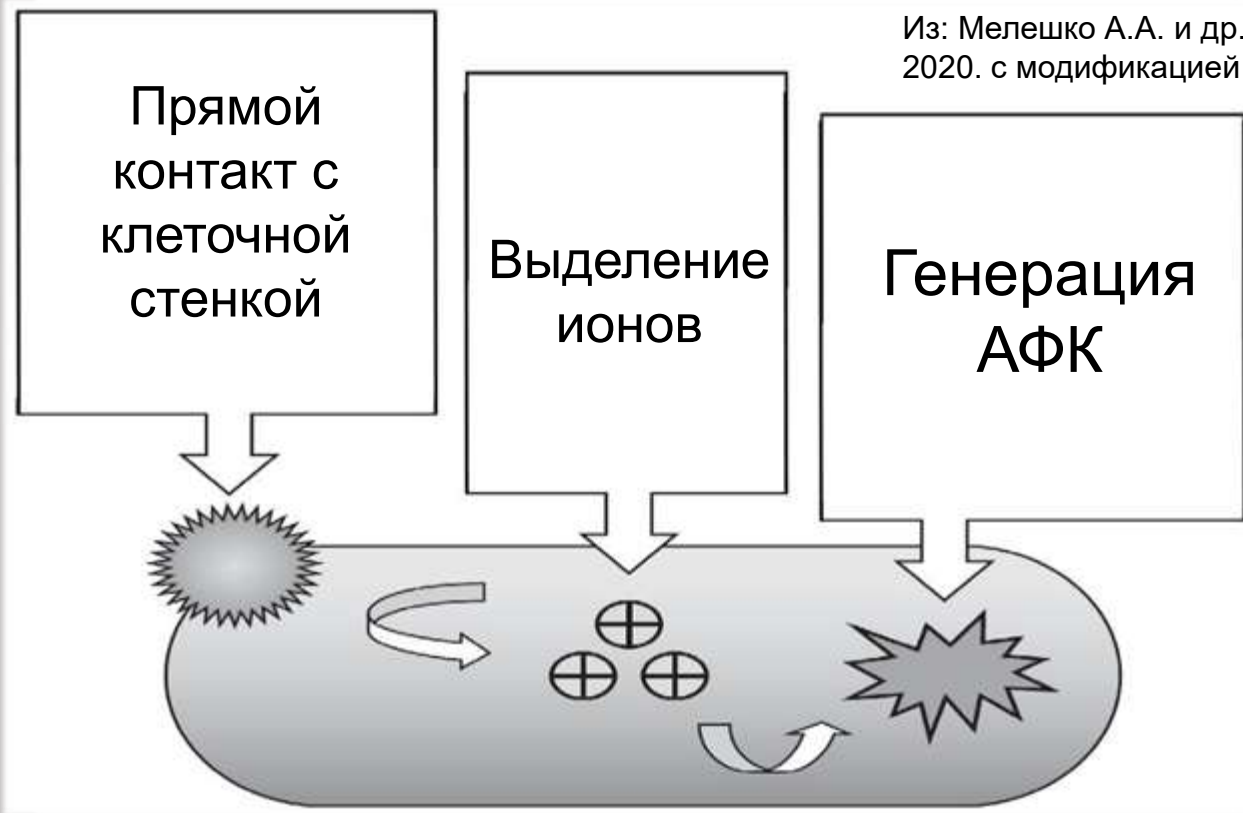 Из: Мелешко А.А. и др.
2020. с модификацией
Прямой
контакт с
клеточной
стенкой
Выделение
ионов
Генерация
АФК